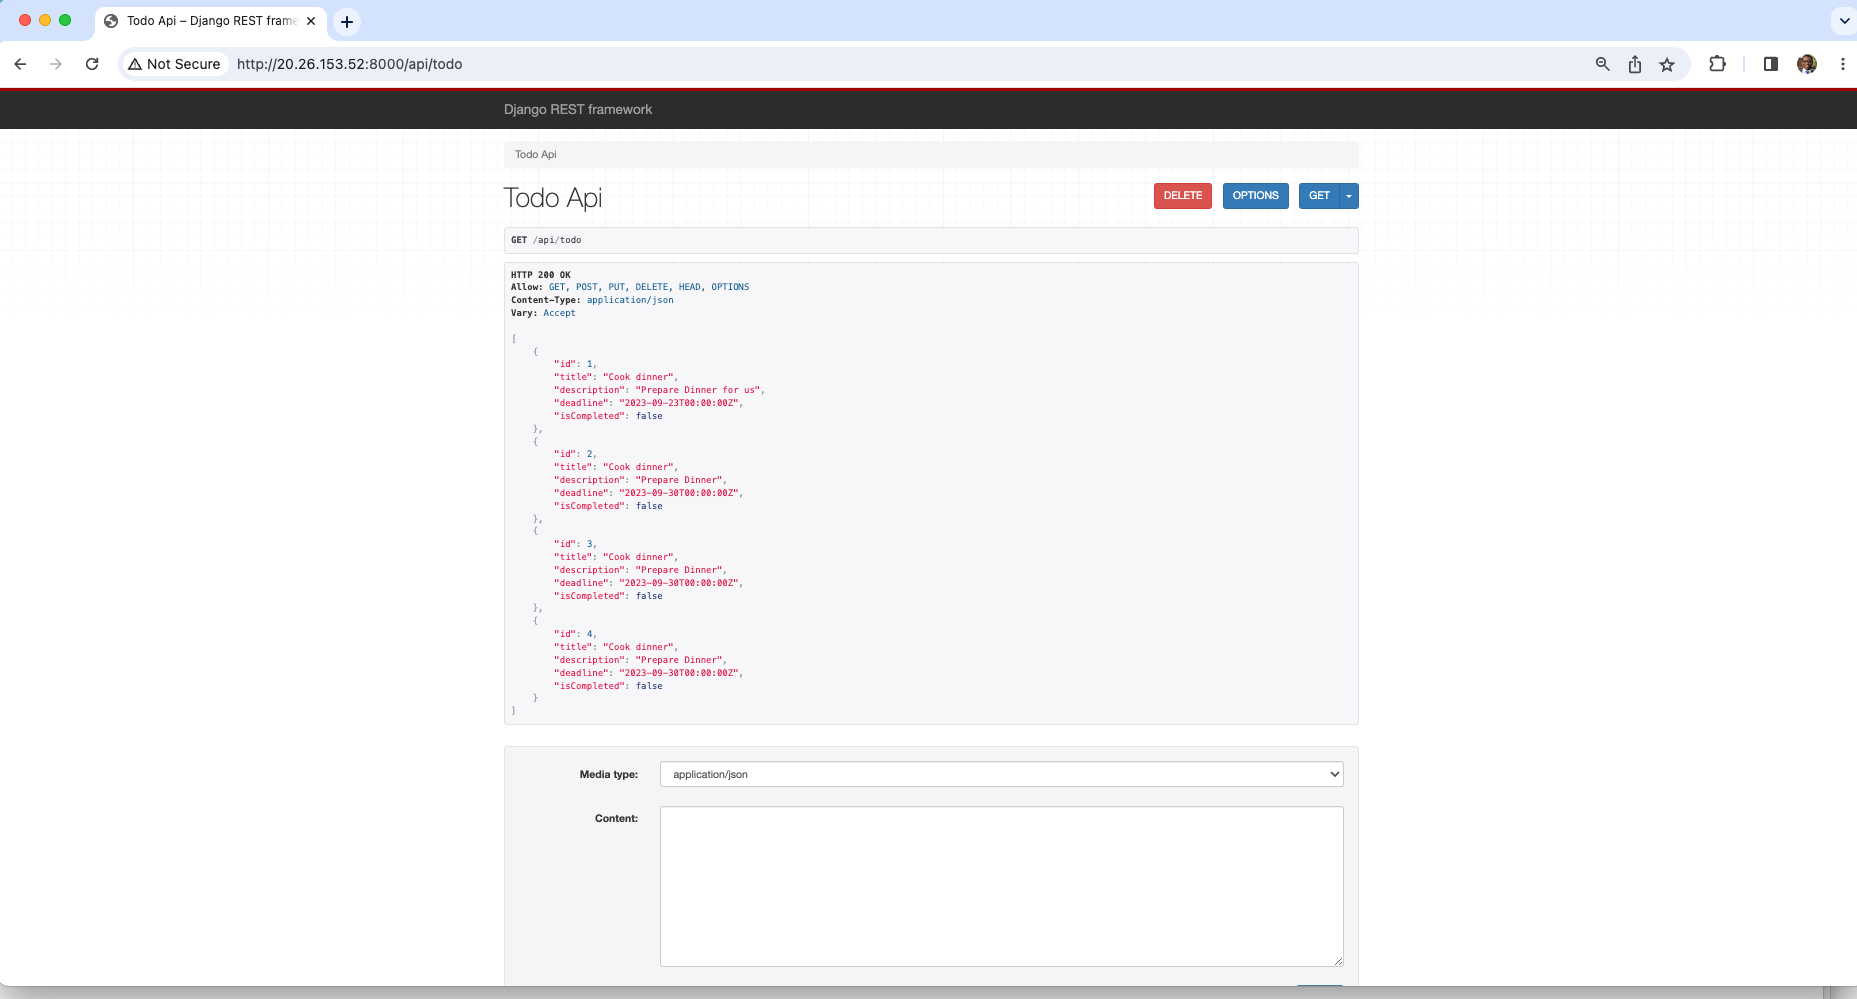 Todo Api – Django REST frame
Not Secure
http://20.26.153.52:8000/api/todo
Django REST framework
Todo Api
Todo Api
DELETE
OPTIONS
GET
GET /api/todo
HTTP 200 OK
Allow: GET, POST, PUT, DELETE, HEAD, OPTIONS
Content-Type: application/json
Vary: Accept
[
    {
        "id": 1,
        "title": "Cook dinner",
        "description": "Prepare Dinner for us",
        "deadline": "2023-09-23T00:00:00Z",
        "isCompleted": false
    },
    {
        "id": 2,
        "title": "Cook dinner",
        "description": "Prepare Dinner",
        "deadline": "2023-09-30T00:00:00Z",
        "isCompleted": false
    },
    {
        "id": 3,
        "title": "Cook dinner",
        "description": "Prepare Dinner",
        "deadline": "2023-09-30T00:00:00Z",
        "isCompleted": false
    },
    {
        "id": 4,
        "title": "Cook dinner",
        "description": "Prepare Dinner",
        "deadline": "2023-09-30T00:00:00Z",
        "isCompleted": false
    }
]
Media type:
application/json
Content: